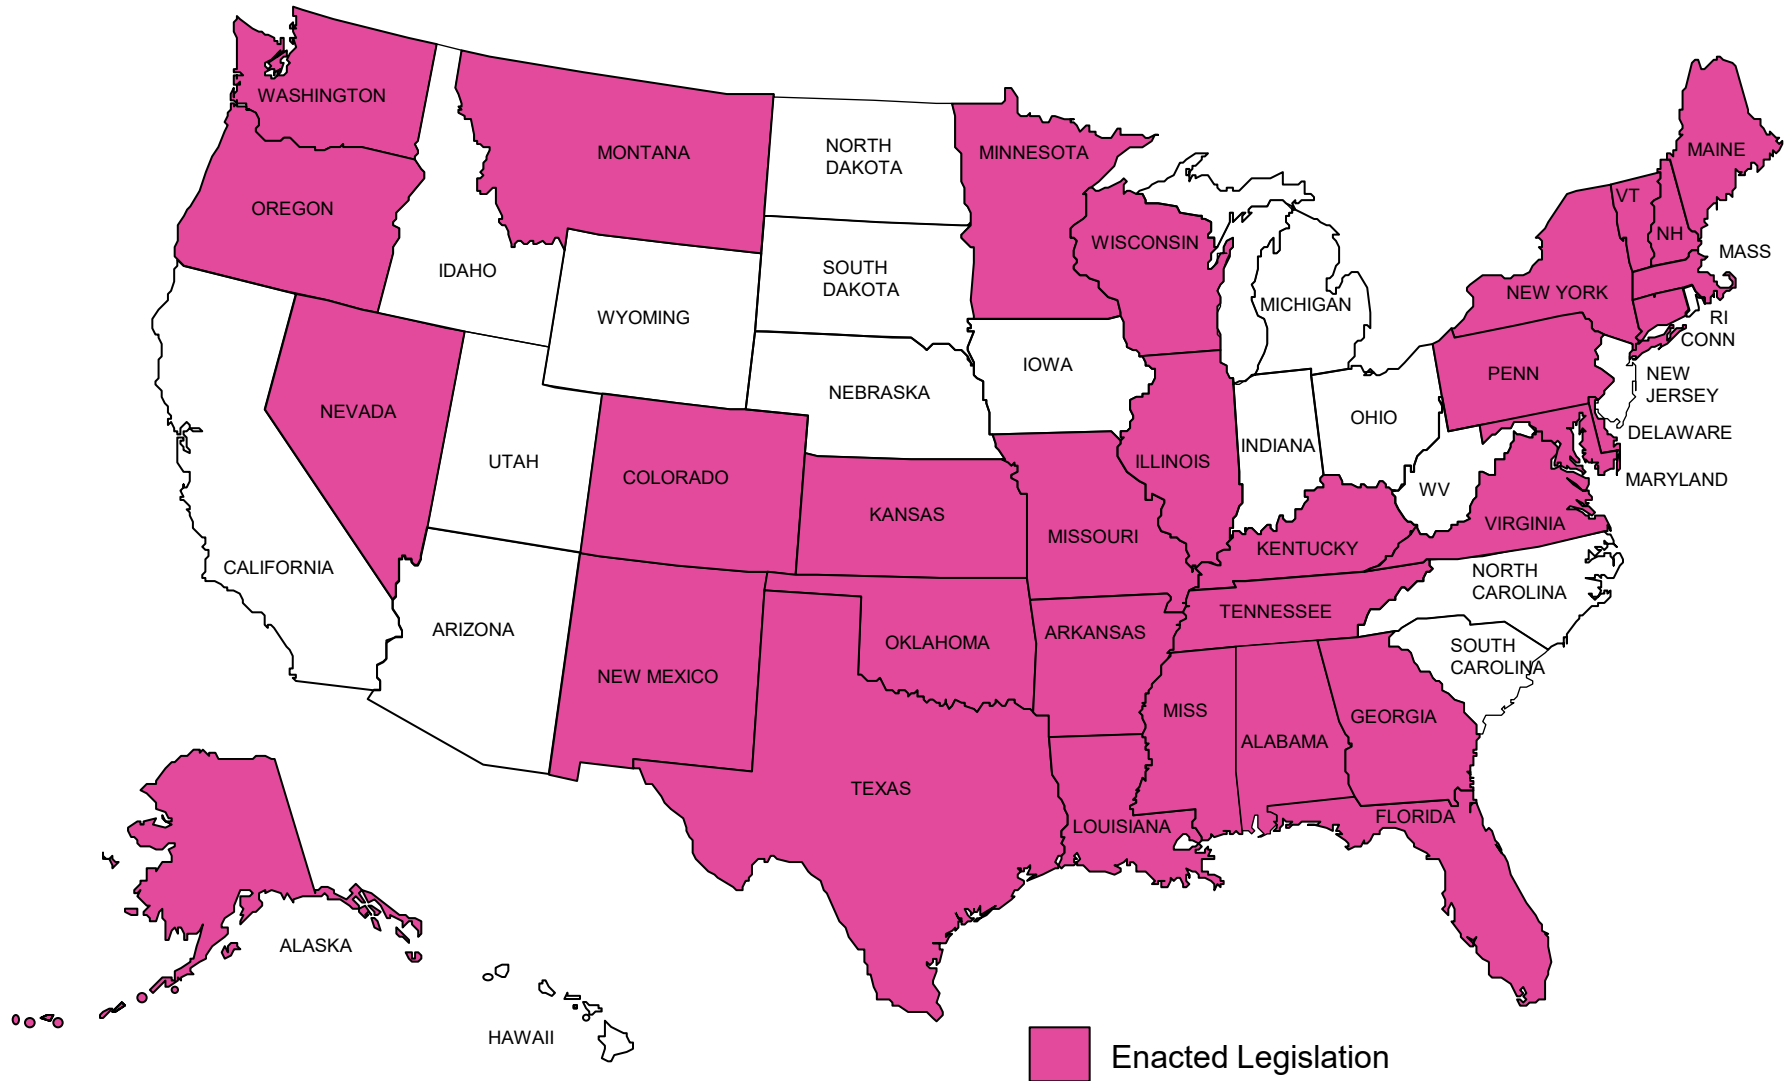 WASHINGTON
MONTANA
NORTH
DAKOTA
MINNESOTA
MAINE
VT
OREGON
NH
WISCONSIN
MASS
IDAHO
SOUTH
DAKOTA
NEW YORK
MICHIGAN
WYOMING
RI
CONN
IOWA
PENN
NEW
JERSEY
NEBRASKA
NEVADA
OHIO
DELAWARE
INDIANA
UTAH
ILLINOIS
COLORADO
MARYLAND
WV
KANSAS
VIRGINIA
MISSOURI
KENTUCKY
CALIFORNIA
NORTH
CAROLINA
TENNESSEE
ARIZONA
ARKANSAS
OKLAHOMA
SOUTH
CAROLINA
NEW MEXICO
MISS
GEORGIA
ALABAMA
TEXAS
FLORIDA
LOUISIANA
ALASKA
HAWAII
Enacted Legislation